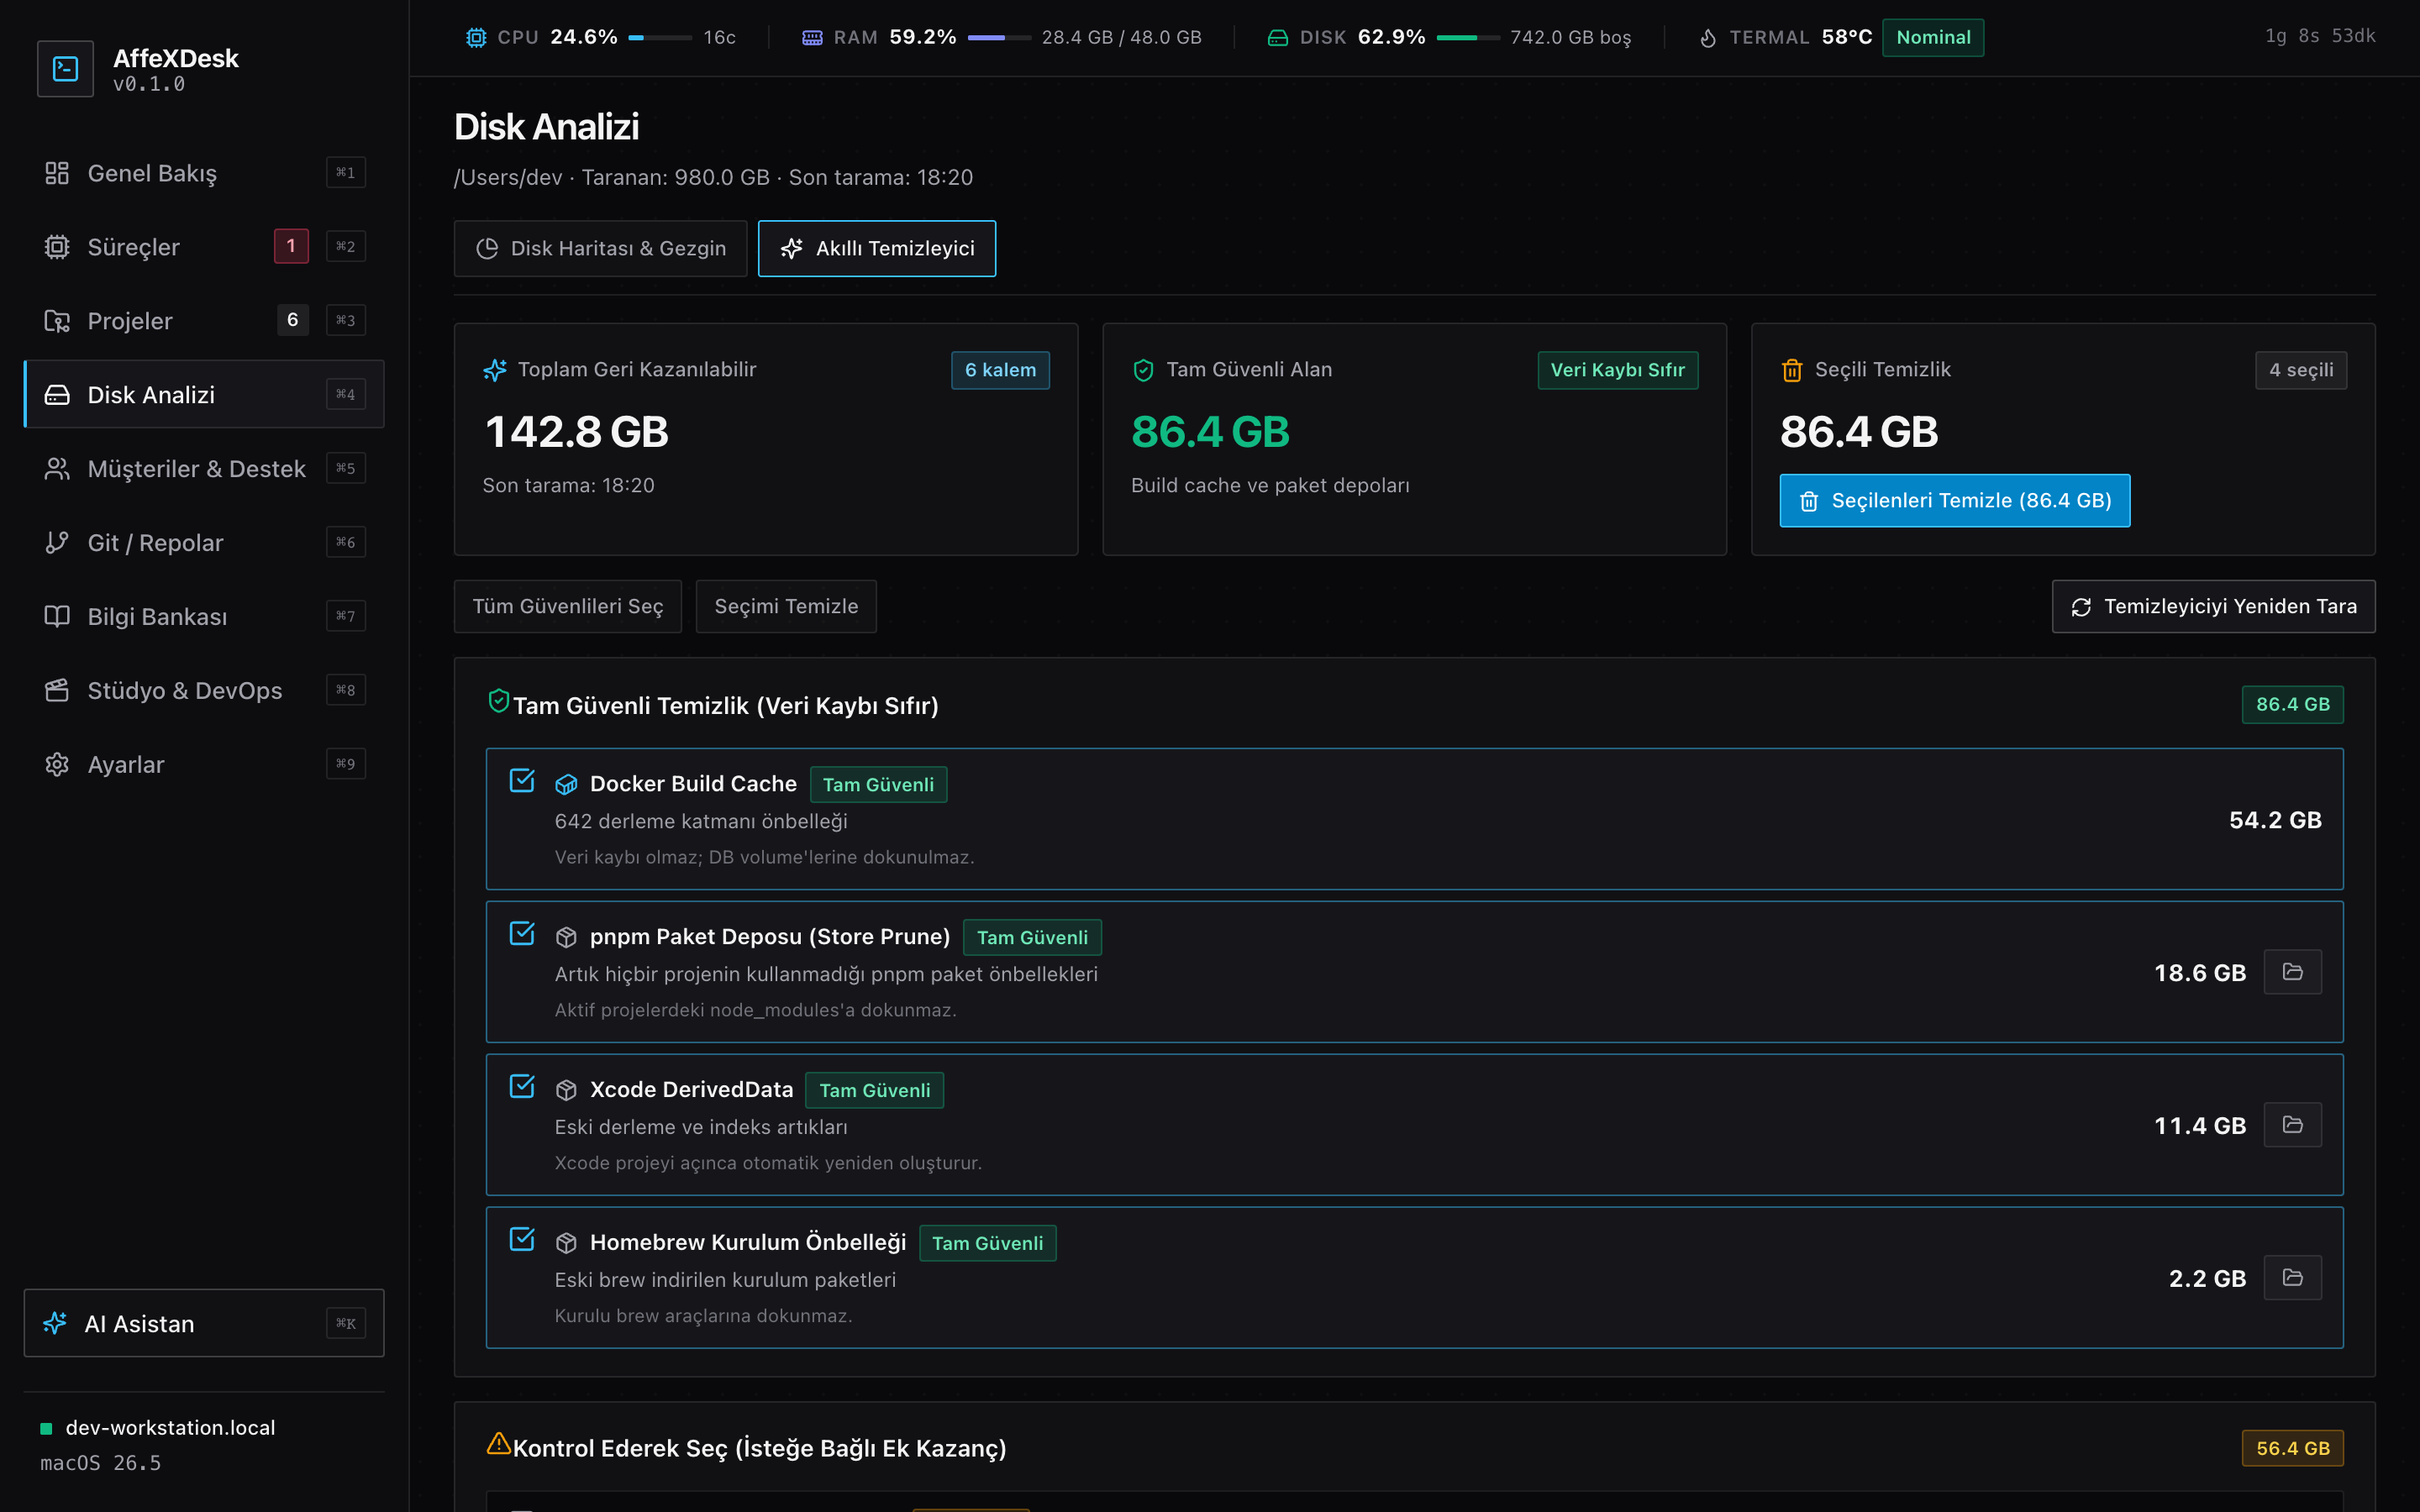 AffeXDesk
v0.1.0
Genel Bakış ⌘1
Süreçler 1 ⌘2
Projeler 6 ⌘3
Disk Analizi ⌘4
Müşteriler & Destek ⌘5
Git / Repolar ⌘6
Bilgi Bankası ⌘7
Stüdyo & DevOps ⌘8
Ayarlar ⌘9
AI Asistan ⌘K
dev-workstation.local
macOS 26.5
CPU 24.6% 16c RAM 59.2% 28.4 GB / 48.0 GB DISK 62.9% 742.0 GB boş TERMAL 58°C Nominal 1g 8s 53dk
Disk Analizi
/Users/dev · Taranan: 980.0 GB · Son tarama: 18:20
Disk Haritası & Gezgin Akıllı Temizleyici
Toplam Geri Kazanılabilir 6 kalem
142.8 GB
Son tarama: 18:20
Tam Güvenli Alan Veri Kaybı Sıfır
86.4 GB
Build cache ve paket depoları
Seçili Temizlik 4 seçili
86.4 GB
Seçilenleri Temizle (86.4 GB)
Tüm Güvenlileri Seç Seçimi Temizle Temizleyiciyi Yeniden Tara
Tam Güvenli Temizlik (Veri Kaybı Sıfır) 86.4 GB
Docker Build Cache Tam Güvenli
642 derleme katmanı önbelleği
Veri kaybı olmaz; DB volume'lerine dokunulmaz.
54.2 GB
pnpm Paket Deposu (Store Prune) Tam Güvenli
Artık hiçbir projenin kullanmadığı pnpm paket önbellekleri
Aktif projelerdeki node_modules'a dokunmaz.
18.6 GB
Xcode DerivedData Tam Güvenli
Eski derleme ve indeks artıkları
Xcode projeyi açınca otomatik yeniden oluşturur.
11.4 GB
Homebrew Kurulum Önbelleği Tam Güvenli
Eski brew indirilen kurulum paketleri
Kurulu brew araçlarına dokunmaz.
2.2 GB
Kontrol Ederek Seç (İsteğe Bağlı Ek Kazanç) 56.4 GB